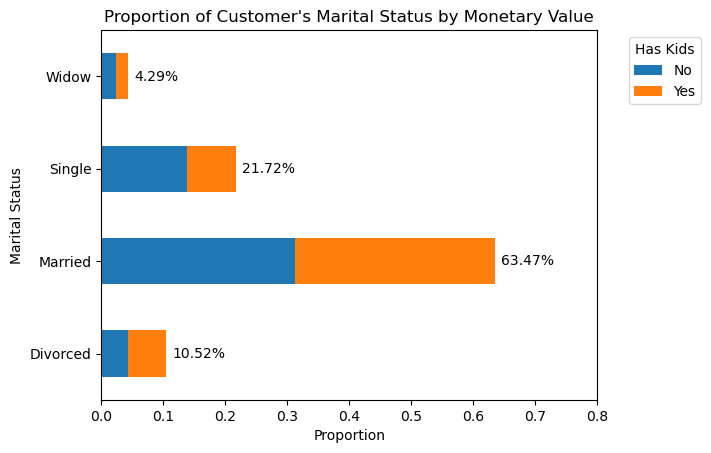 Proportion of Customer's Marital Status by Monetary Value
Has Kids
No
Yes
Marital Status
Widow
4.29%
Single
21.72%
Married
63.47%
Divorced
10.52%
0.0 0.1 0.2 0.3 0.4 0.5 0.6 0.7 0.8
Proportion